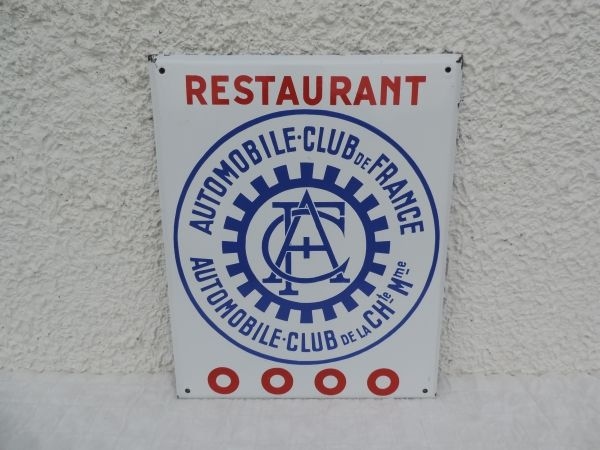 RESTAURANT
AUTOMOBILE·CLUB DE FRANCE
ACF
AUTOMOBILE·CLUB DE LA CHte Mme